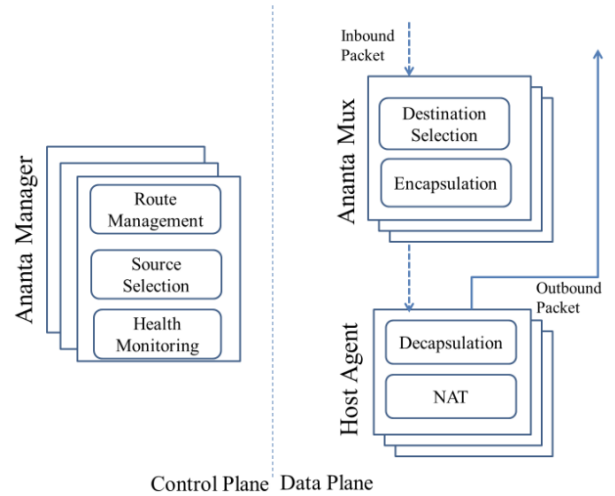 Ananta Manager
Route
Management
Source
Selection
Health
Monitoring
Inbound
Packet
Ananta Mux
Destination
Selection
Encapsulation
Outbound
Packet
Host Agent
Decapsulation
NAT
Control Plane
Data Plane